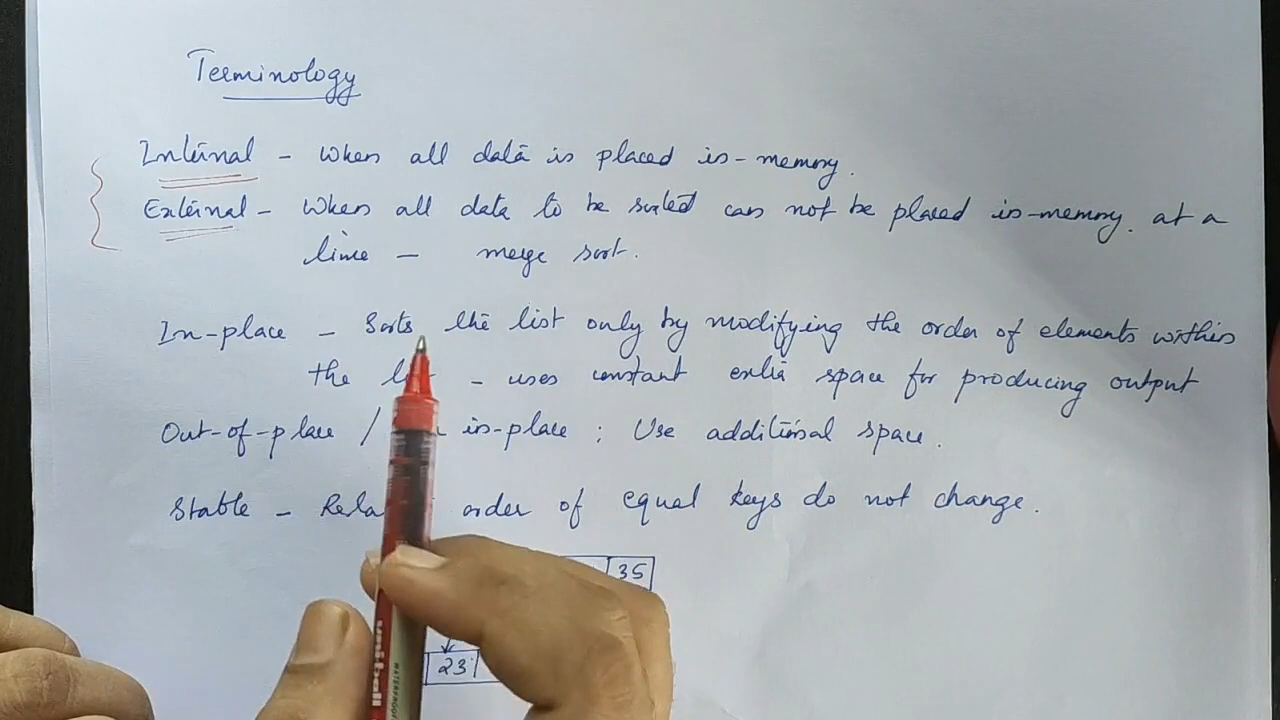 Terminology
Internal - When all data is placed in-memory.
External - When all data to be sorted can not be placed in-memory. at a
time - merge sort.
In-place - Sorts the list only by modifying the order of elements within
the - uses constant extra space for producing output
Out-of-place / in-place ; Use additional space.
Stable - order of equal keys do not change.
35
23
uniball